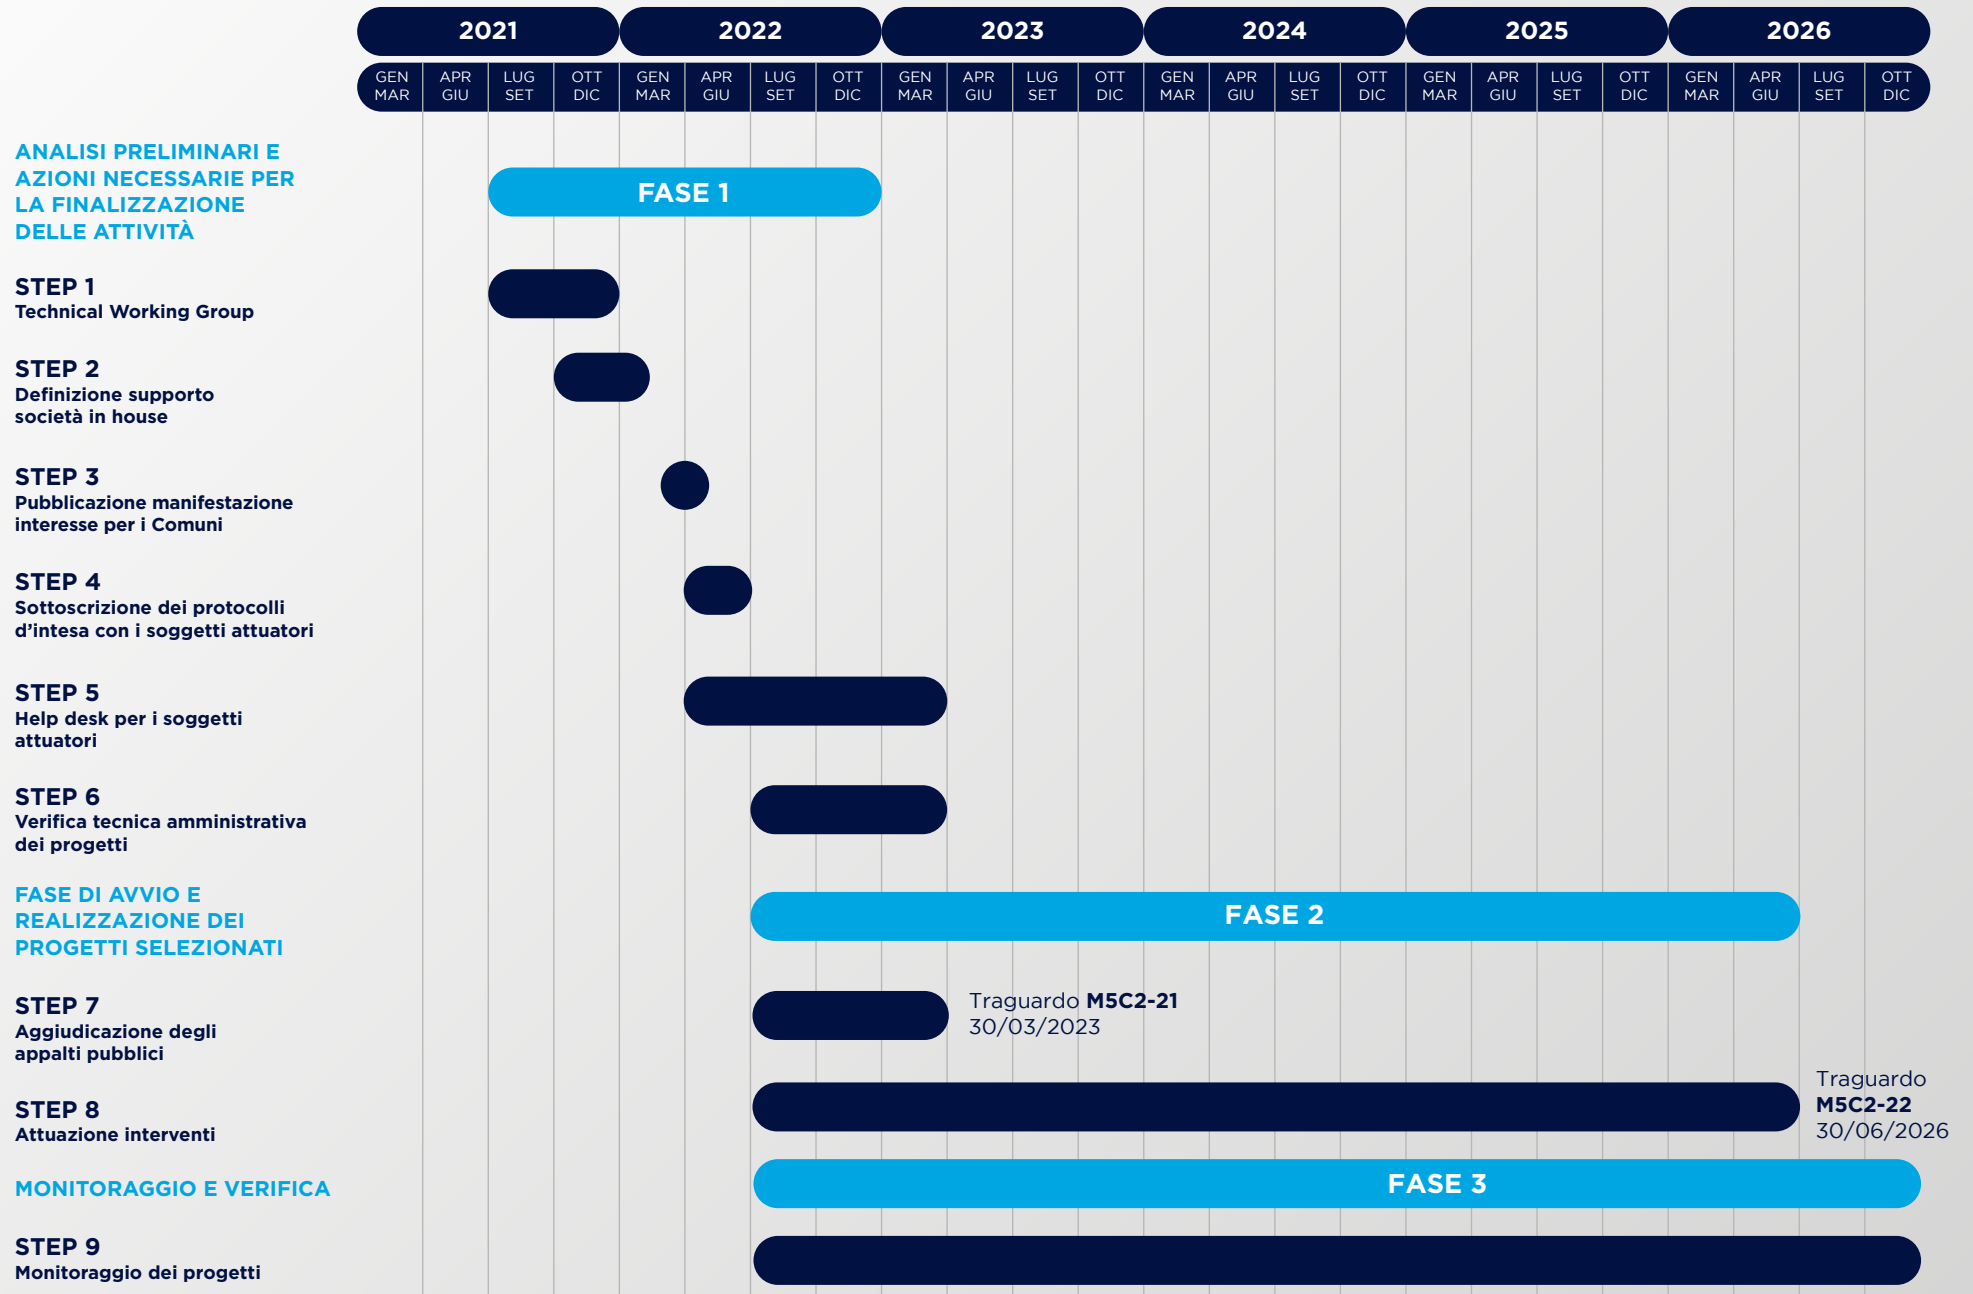 2021 2022 2023 2024 2025 2026
GEN APR LUG OTT GEN APR LUG OTT GEN APR LUG OTT GEN APR LUG OTT GEN APR LUG OTT GEN APR LUG OTT
MAR GIU SET DIC MAR GIU SET DIC MAR GIU SET DIC MAR GIU SET DIC MAR GIU SET DIC MAR GIU SET DIC
ANALISI PRELIMINARI E
AZIONI NECESSARIE PER
LA FINALIZZAZIONE
DELLE ATTIVITÀ
FASE 1
STEP 1
Technical Working Group
STEP 2
Definizione supporto
società in house
STEP 3
Pubblicazione manifestazione
interesse per i Comuni
STEP 4
Sottoscrizione dei protocolli
d’intesa con i soggetti attuatori
STEP 5
Help desk per i soggetti
attuatori
STEP 6
Verifica tecnica amministrativa
dei progetti
FASE DI AVVIO E
REALIZZAZIONE DEI
PROGETTI SELEZIONATI
FASE 2
STEP 7
Aggiudicazione degli
appalti pubblici
Traguardo M5C2-21
30/03/2023
STEP 8
Attuazione interventi
Traguardo
M5C2-22
30/06/2026
MONITORAGGIO E VERIFICA
FASE 3
STEP 9
Monitoraggio dei progetti